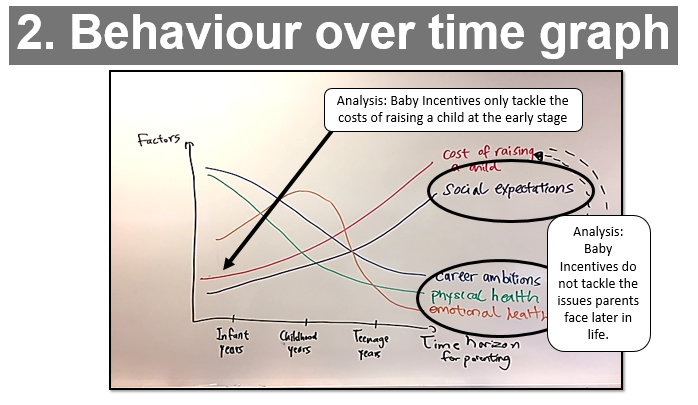 2. Behaviour over time graph
Analysis: Baby Incentives only tackle the
costs of raising a child at the early stage
Factors
Cost of raising
a child
Social expectations
Career ambitions
physical health
emotional health
Analysis:
Baby
Incentives do
not tackle the
issues parents
face later in
life.
Infant
years
Childhood
years
Teenage
years
Time horizon
for parenting